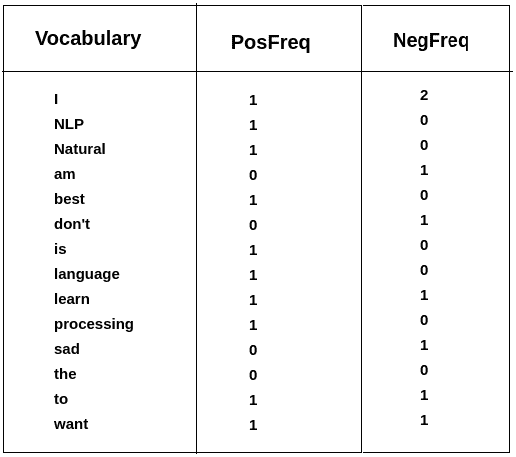 Vocabulary PosFreq NegFreq
I 1 2
NLP 1 0
Natural 1 0
am 0 1
best 1 0
don't 0 1
is 1 0
language 1 0
learn 1 1
processing 1 0
sad 0 1
the 0 0
to 1 1
want 1 1